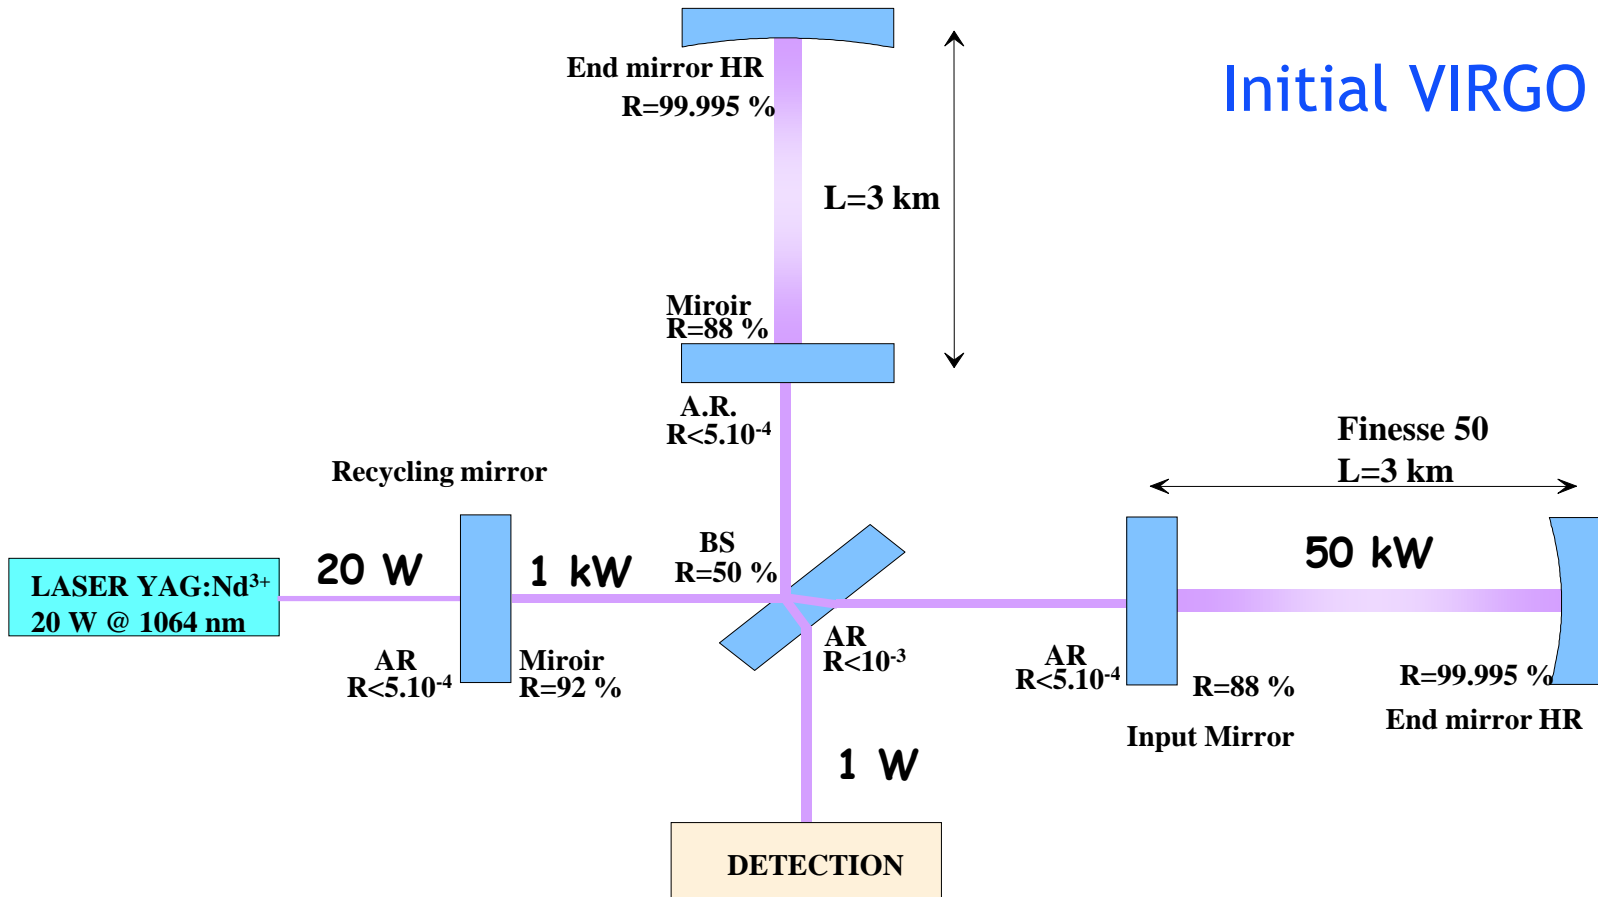 Initial VIRGO
End mirror HR
R=99.995 %
L=3 km
Miroir
R=88 %
A.R.
R<5.10⁻⁴
Finesse 50
L=3 km
Recycling mirror
BS
R=50 %
20 W
1 kW
50 kW
LASER YAG:Nd³⁺
20 W @ 1064 nm
AR
R<5.10⁻⁴
Miroir
R=92 %
AR
R<10⁻³
AR
R<5.10⁻⁴
R=88 %
Input Mirror
R=99.995 %
End mirror HR
1 W
DETECTION